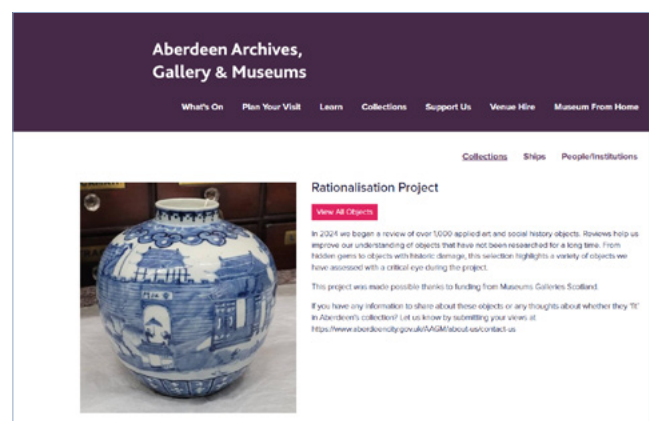 Aberdeen Archives,
Gallery & Museums
What's On Plan Your Visit Learn Collections Support Us Venue Hire Museum From Home
Collections Ships People/Institutions
Rationalisation Project
View All Objects
In 2024 we began a review of over 1,000 applied art and social history objects. Reviews help us
improve our understanding of objects that have not been researched for a long time. From
hidden gems to objects with historic damage, this selection highlights a variety of objects we
have assessed with a critical eye during the project.
This project was made possible thanks to funding from Museums Galleries Scotland.
If you have any information to share about these objects or any thoughts about whether they 'fit'
in Aberdeen's collection? Let us know by submitting your views at
https://www.aberdeencity.gov.uk/AAGM/about-us/contact-us